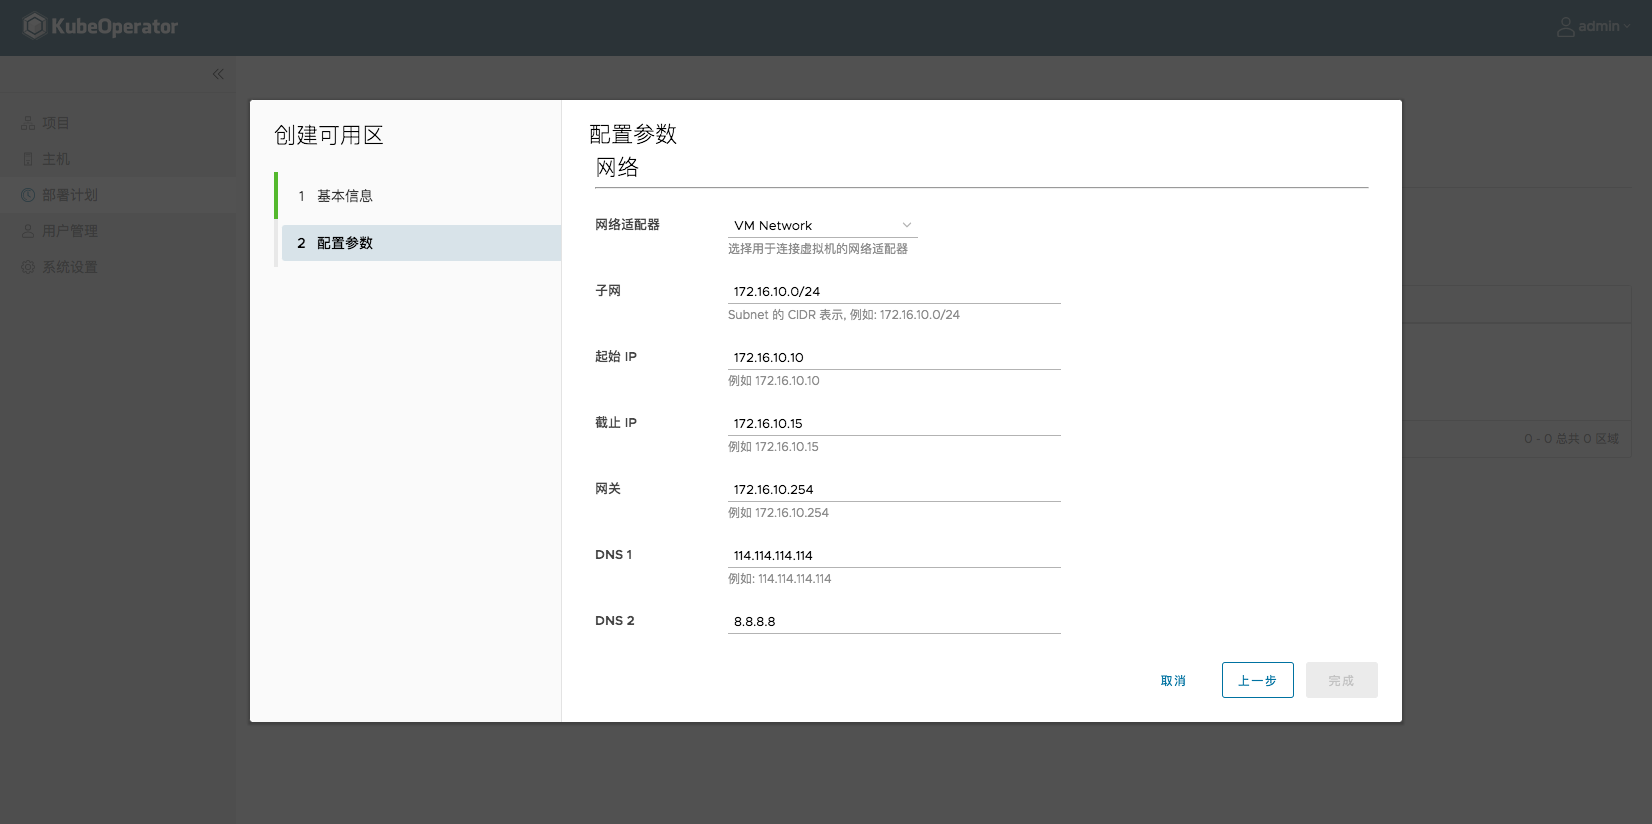 KubeOperator
admin
项目
主机
部署计划
用户管理
系统设置
创建可用区
1 基本信息
2 配置参数
配置参数
网络
网络适配器
VM Network
选择用于连接虚拟机的网络适配器
子网
172.16.10.0/24
Subnet 的 CIDR 表示, 例如: 172.16.10.0/24
起始 IP
172.16.10.10
例如 172.16.10.10
截止 IP
172.16.10.15
例如 172.16.10.15
网关
172.16.10.254
例如 172.16.10.254
DNS 1
114.114.114.114
例如: 114.114.114.114
DNS 2
8.8.8.8
取消
上一步
完成
0 - 0 总共 0 区域